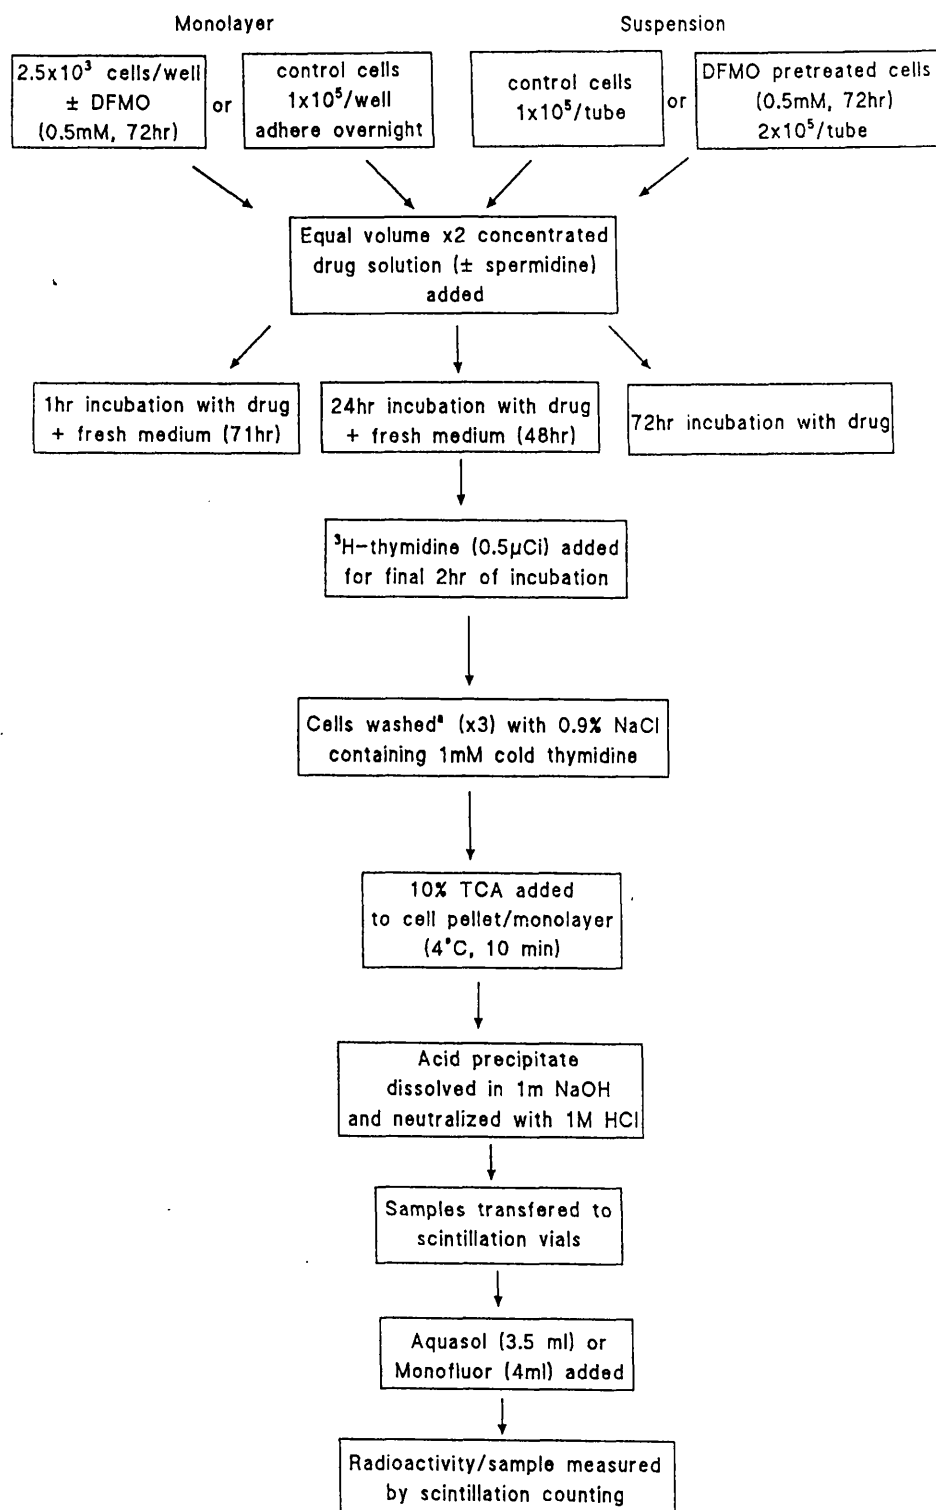 Monolayer
Suspension
2.5x10³ cells/well
± DFMO
(0.5mM, 72hr)
or
control cells
1x10⁵/well
adhere overnight
control cells
1x10⁵/tube
or
DFMO pretreated cells
(0.5mM, 72hr)
2x10⁵/tube
Equal volume x2 concentrated
drug solution (± spermidine)
added
1hr incubation with drug
+ fresh medium (71hr)
24hr incubation with drug
+ fresh medium (48hr)
72hr incubation with drug
³H-thymidine (0.5µCi) added
for final 2hr of incubation
Cells washedᵃ (x3) with 0.9% NaCl
containing 1mM cold thymidine
10% TCA added
to cell pellet/monolayer
(4°C, 10 min)
Acid precipitate
dissolved in 1m NaOH
and neutralized with 1M HCl
Samples transfered to
scintillation vials
Aquasol (3.5 ml) or
Monofluor (4ml) added
Radioactivity/sample measured
by scintillation counting